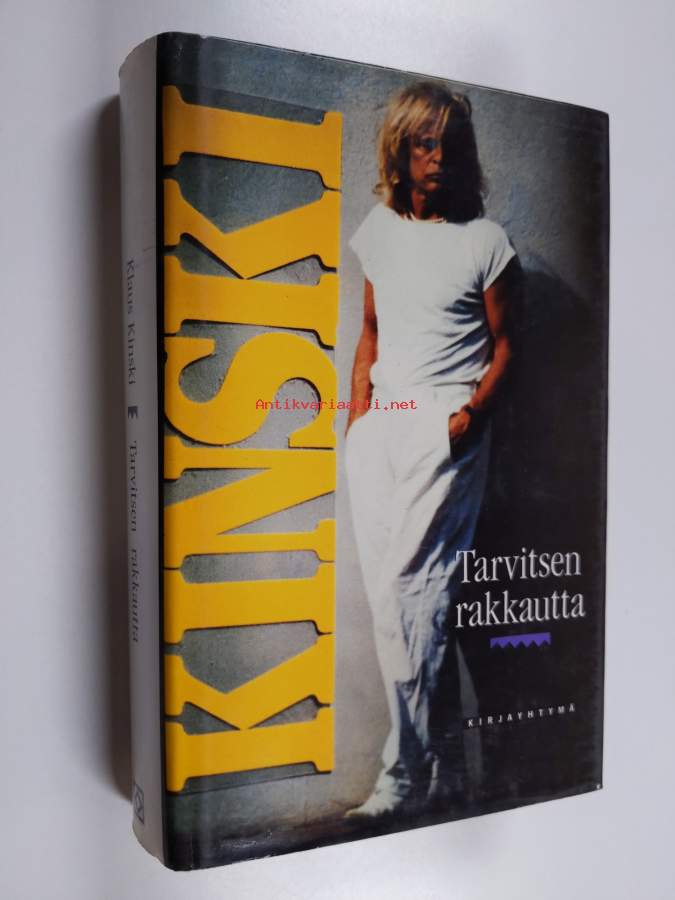 Klaus Kinski Tarvitsen rakkautta
KINSKI
Antikvariaatti.net
Tarvitsen
rakkautta
KIRJAYHTYMÄ